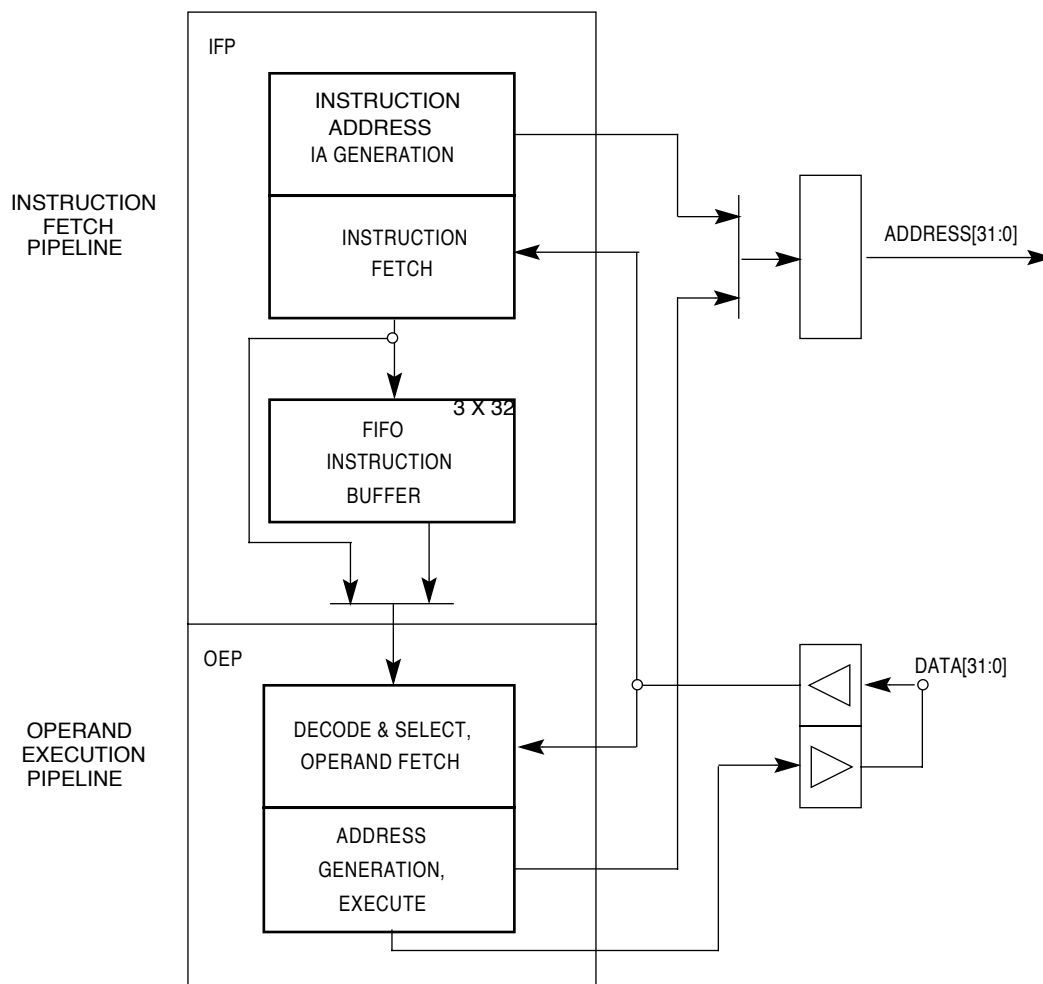 IFP
INSTRUCTION
ADDRESS
IA GENERATION
INSTRUCTION
FETCH
PIPELINE
INSTRUCTION
FETCH
ADDRESS[31:0]
3 X 32
FIFO
INSTRUCTION
BUFFER
OEP
DATA[31:0]
OPERAND
EXECUTION
PIPELINE
DECODE & SELECT,
OPERAND FETCH
ADDRESS
GENERATION,
EXECUTE